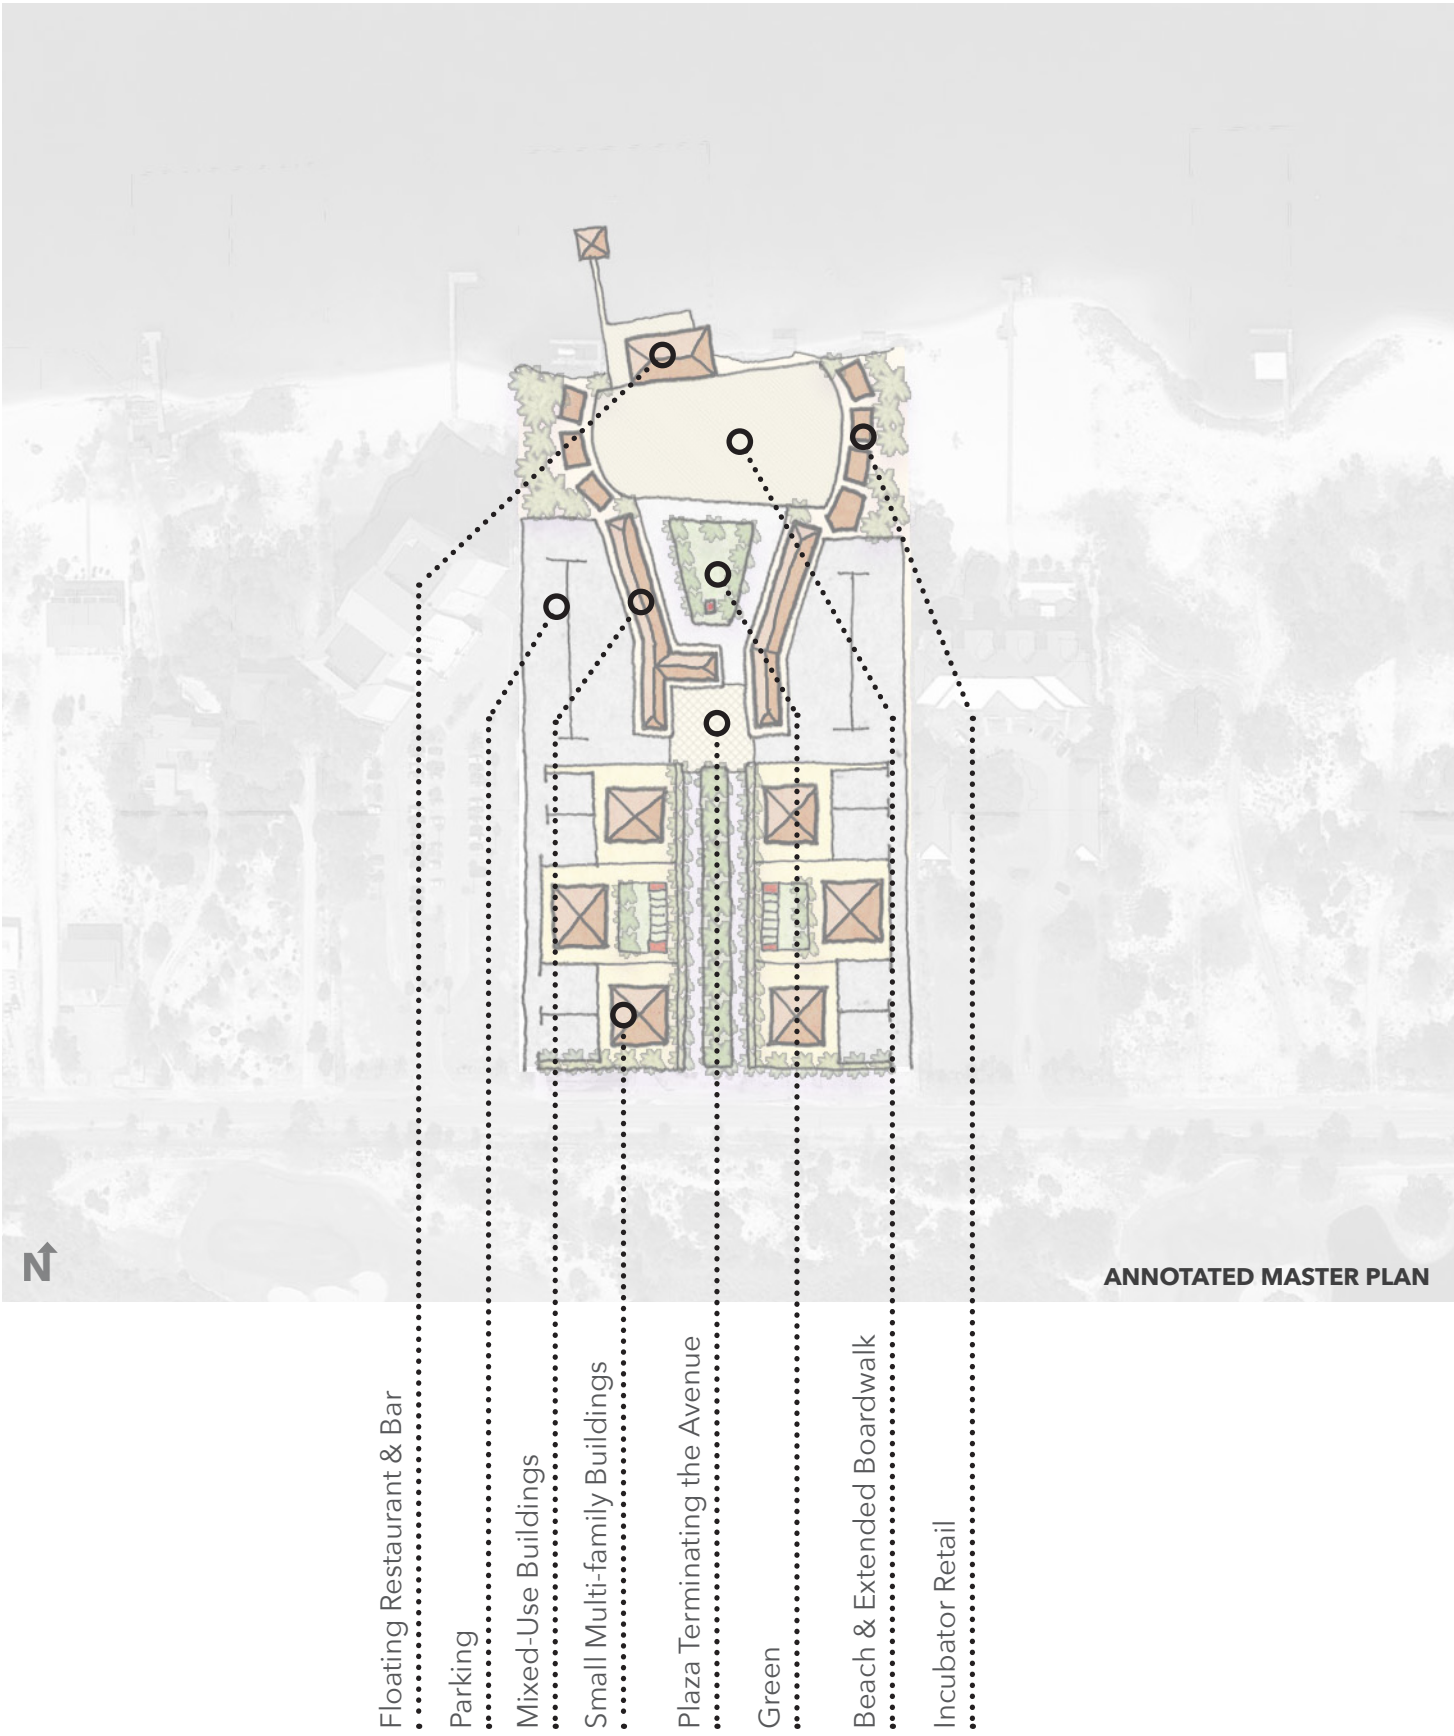 N
ANNOTATED MASTER PLAN
Floating Restaurant & Bar
Parking
Mixed-Use Buildings
Small Multi-family Buildings
Plaza Terminating the Avenue
Green
Beach & Extended Boardwalk
Incubator Retail